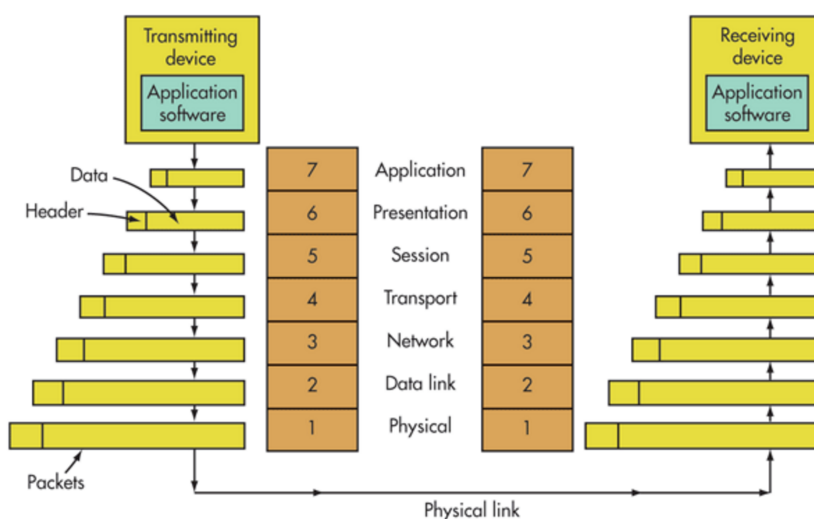 Transmitting
device
Application
software
Receiving
device
Application
software
Data
Header
7 Application 7
6 Presentation 6
5 Session 5
4 Transport 4
3 Network 3
2 Data link 2
1 Physical 1
Packets
Physical link